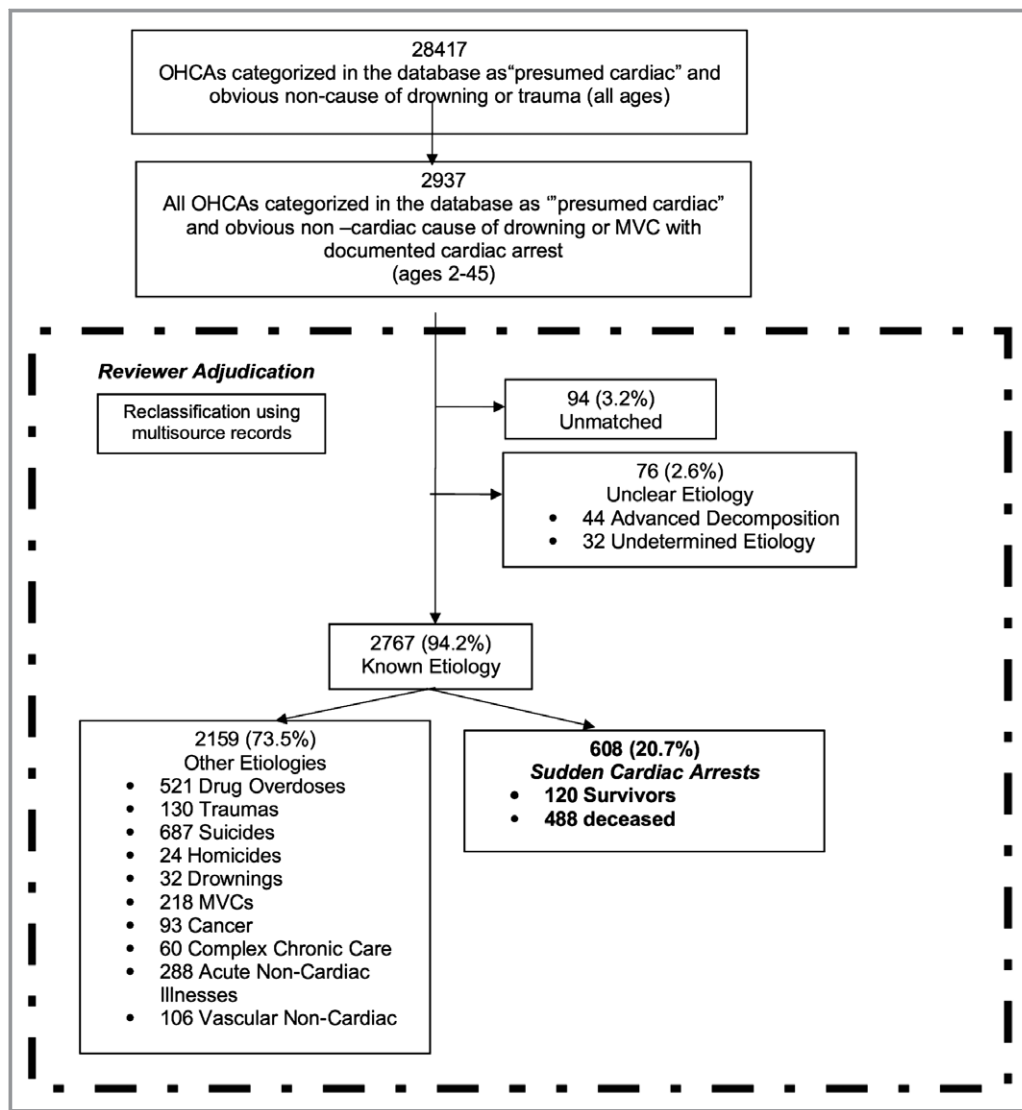 28417
OHCAs categorized in the database as“presumed cardiac” and
obvious non-cause of drowning or trauma (all ages)
2937
All OHCAs categorized in the database as “”presumed cardiac”
and obvious non –cardiac cause of drowning or MVC with
documented cardiac arrest
(ages 2-45)
Reviewer Adjudication
Reclassification using
multisource records
94 (3.2%)
Unmatched
76 (2.6%)
Unclear Etiology
• 44 Advanced Decomposition
• 32 Undetermined Etiology
2767 (94.2%)
Known Etiology
2159 (73.5%)
Other Etiologies
• 521 Drug Overdoses
• 130 Traumas
• 687 Suicides
• 24 Homicides
• 32 Drownings
• 218 MVCs
• 93 Cancer
• 60 Complex Chronic Care
• 288 Acute Non-Cardiac
Illnesses
• 106 Vascular Non-Cardiac
608 (20.7%)
Sudden Cardiac Arrests
• 120 Survivors
• 488 deceased